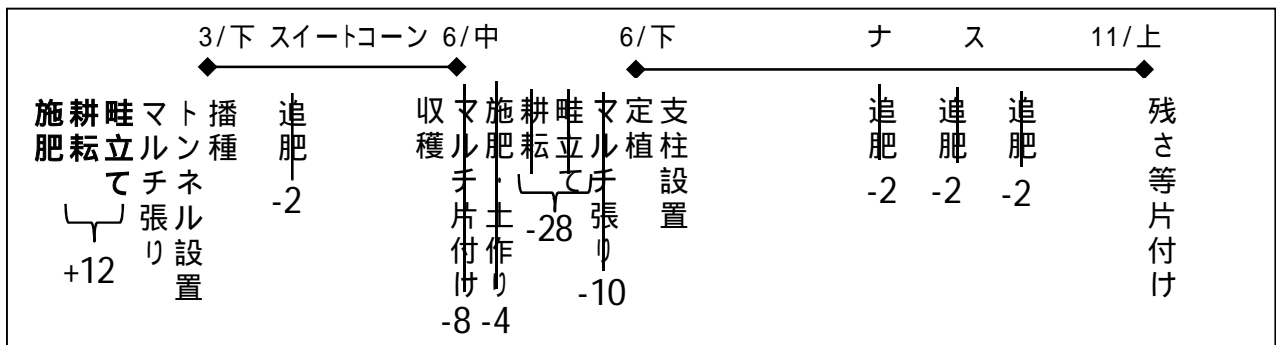 3/下 スイートコーン 6/中 6/下 ナ ス 11/上
施肥
耕耘
畦立て
マルチ張り
トンネル設置
播種
追肥
収穫
マルチ片付け
施肥・土作り
耕耘
畦立て
マルチ張り
定植
支柱設置
追肥
追肥
追肥
残さ等片付け
+12
-2
-8
-4
-28
-10
-2
-2
-2